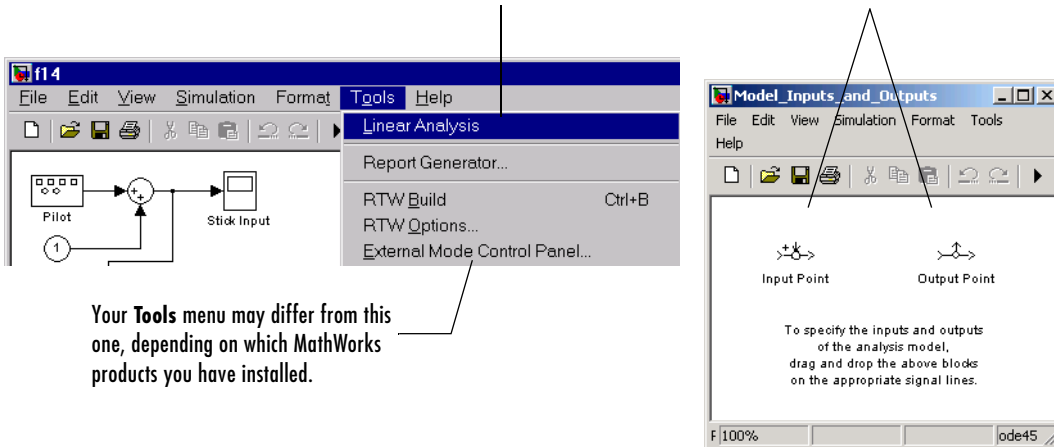 f14
File Edit View Simulation Format Tools Help
Linear Analysis
Report Generator...
RTW Build Ctrl+B
RTW Options...
External Mode Control Panel...
Pilot
Stick Input
1
Your Tools menu may differ from this
one, depending on which MathWorks
products you have installed.
Model_Inputs_and_Outputs
File Edit View Simulation Format Tools
Help
Input Point Output Point
To specify the inputs and outputs
of the analysis model,
drag and drop the above blocks
on the appropriate signal lines.
F 100% ode45